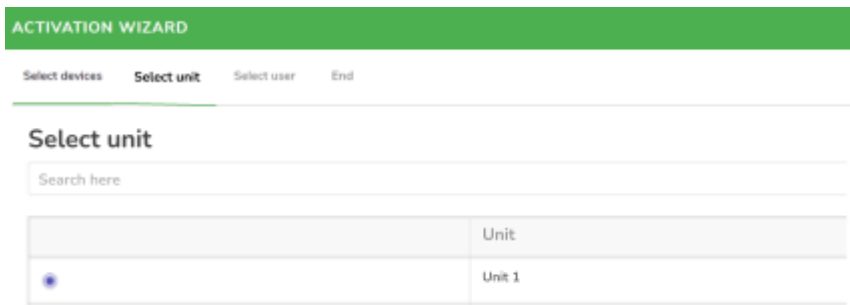 ACTIVATION WIZARD
Select devices Select unit Select user End
Select unit
Search here
Unit
Unit 1